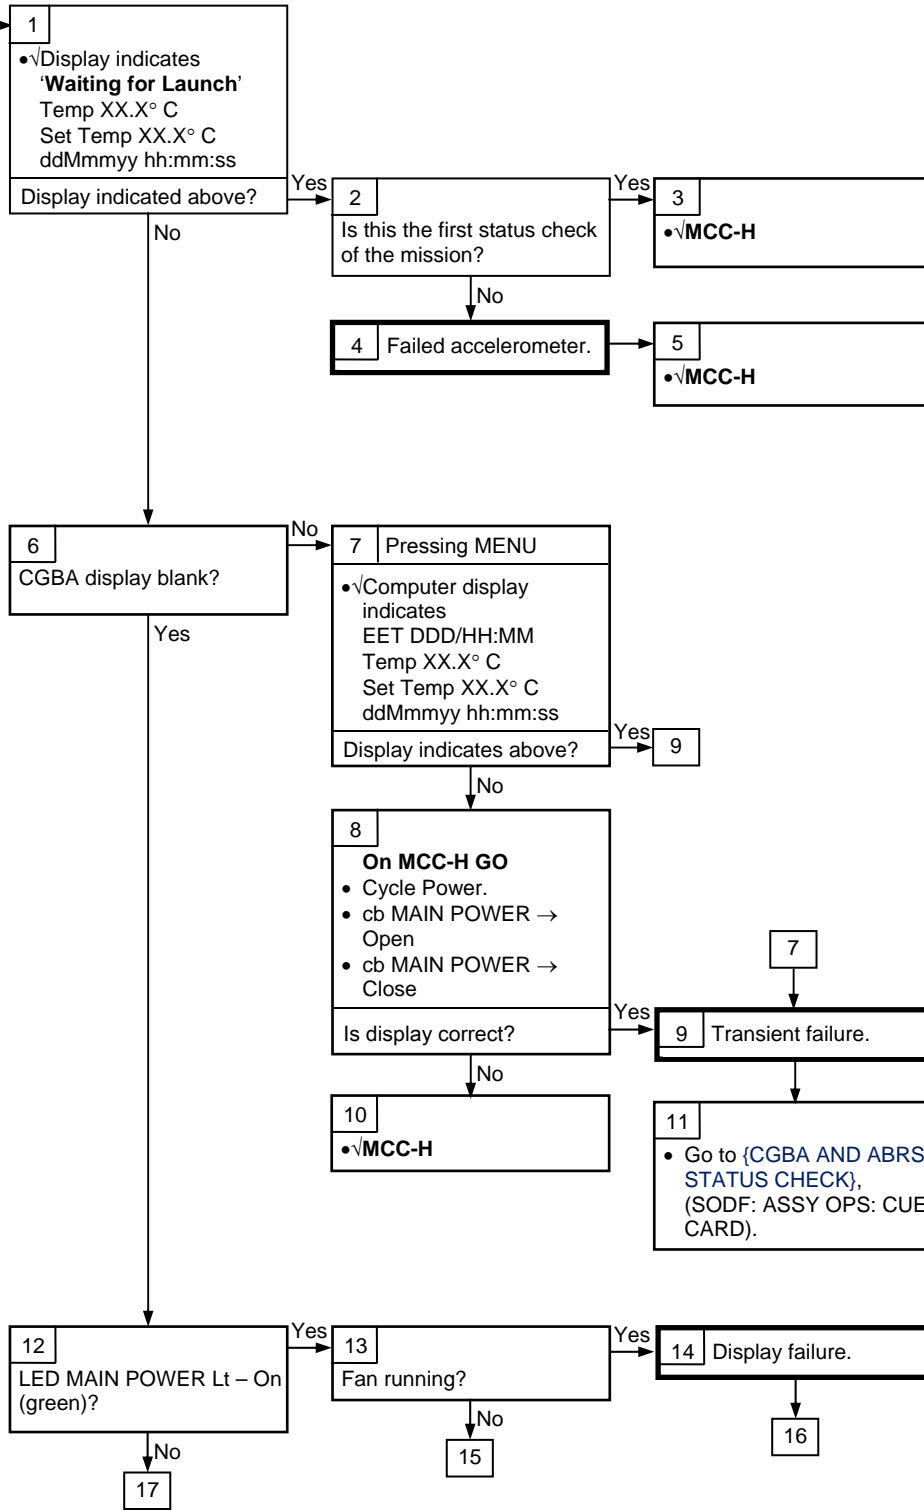 1
•√Display indicates
‘Waiting for Launch’
Temp XX.X° C
Set Temp XX.X° C
ddMmmyy hh:mm:ss
Display indicated above?
Yes
No
2
Is this the first status check
of the mission?
Yes
No
3
•√MCC-H
4 Failed accelerometer.
5
•√MCC-H
6
CGBA display blank?
No
Yes
7 Pressing MENU
•√Computer display
indicates
EET DDD/HH:MM
Temp XX.X° C
Set Temp XX.X° C
ddMmmyy hh:mm:ss
Display indicates above?
Yes
9
No
8
On MCC-H GO
• Cycle Power.
• cb MAIN POWER →
Open
• cb MAIN POWER →
Close
Is display correct?
Yes
No
7
9 Transient failure.
10
•√MCC-H
11
• Go to {CGBA AND ABRS
STATUS CHECK},
(SODF: ASSY OPS: CUE
CARD).
12
LED MAIN POWER Lt – On
(green)?
Yes
No
17
13
Fan running?
Yes
No
15
14 Display failure.
16